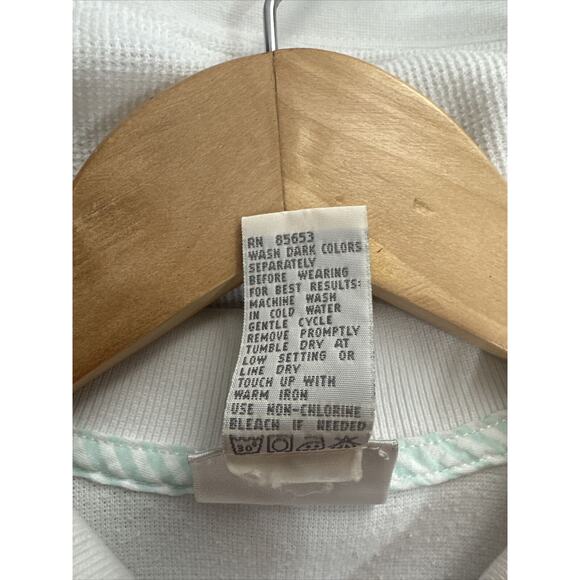 RN 85653
WASH DARK COLORS
SEPARATELY
BEFORE WEARING
FOR BEST RESULTS:
MACHINE WASH
IN COLD WATER
GENTLE CYCLE
REMOVE PROMPTLY
TUMBLE DRY AT
LOW SETTING OR
LINE DRY
TOUCH UP WITH
WARM IRON
USE NON-CHLORINE
BLEACH IF NEEDED
30°